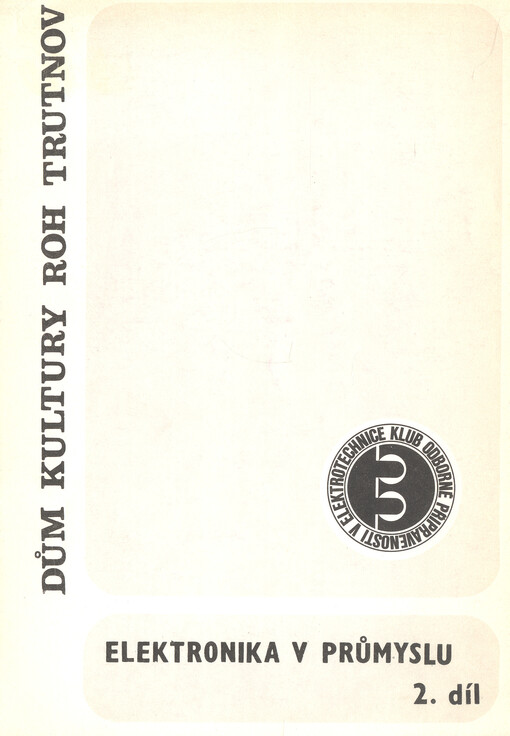 DŮM KULTURY ROH TRUTNOV
KLUB ODBORNÉ PŘIPRAVENOSTI V ELEKTROTECHNICE
ELEKTRONIKA V PRŮMYSLU
2. díl